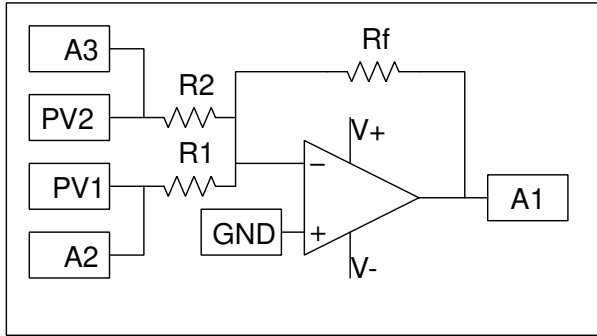 A3
Rf
R2
PV2
V+
R1
−
PV1
A1
GND
+
A2
V-